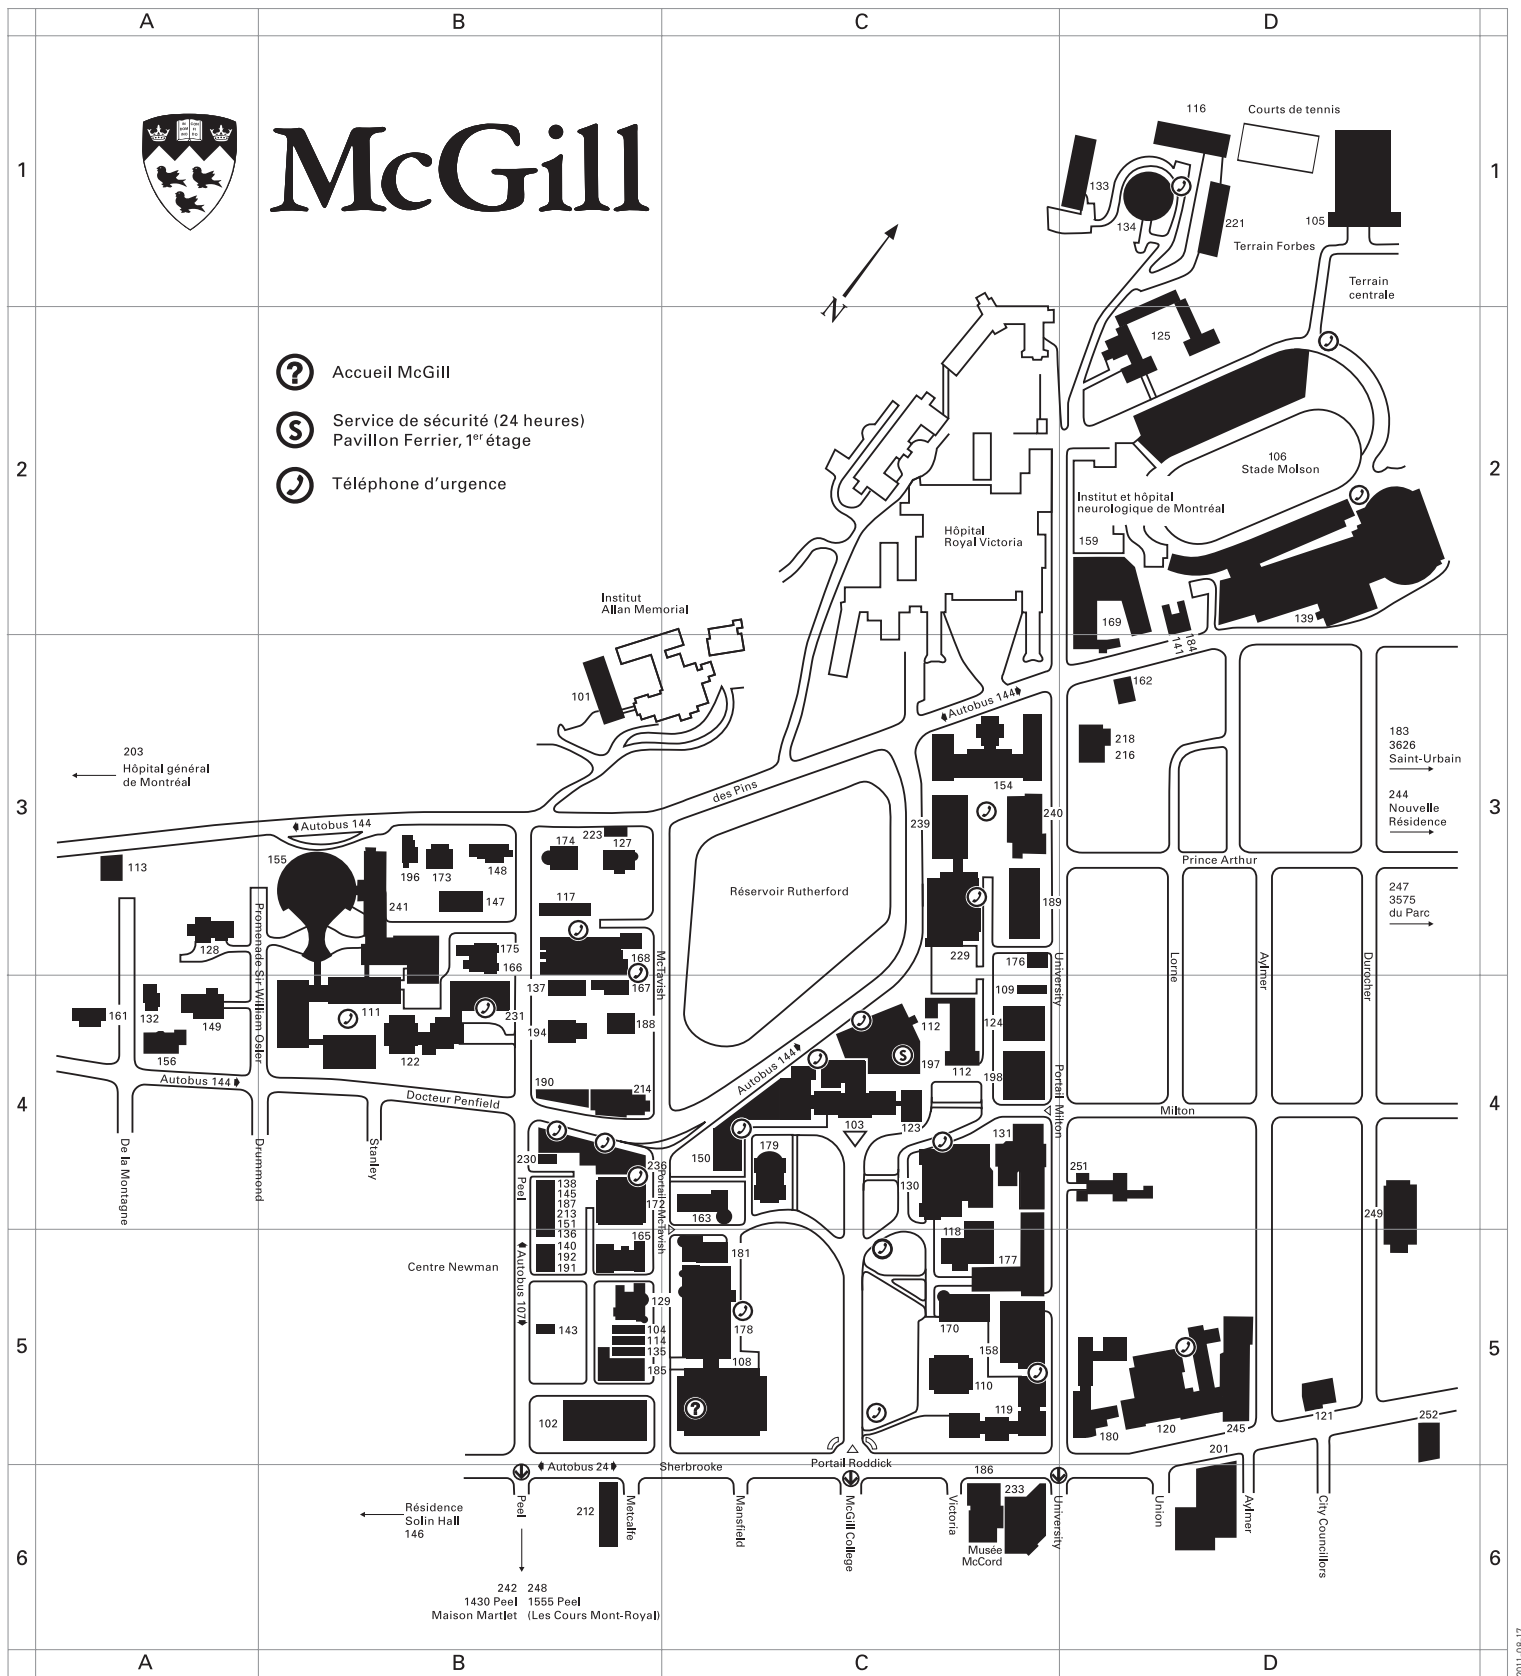 A
B
C
D
1
1
McGill
116
Courts de tennis
133
134
221
105
Terrain Forbes
Terrain
centrale
N
125
? Accueil McGill
S Service de sécurité (24 heures)
Pavillon Ferrier, 1er étage
Téléphone d'urgence
2
2
106
Stade Molson
Institut et hôpital
neurologique de Montréal
159
Hôpital
Royal Victoria
Institut
Allan Memorial
169
139
184
141
101
162
Autobus 144
218
216
203
Hôpital général
de Montréal
183
3626
Saint-Urbain
244
Nouvelle
Résidence
247
3575
du Parc
3
3
des Pins
154
239
240
Autobus 144
155
113
196
173
148
174
223
127
Réservoir Rutherford
Prince Arthur
147
117
241
189
128
Promenade Sir William Osler
175
166
168
McTavish
229
176
University
Lorne
Aylmer
Durocher
137
167
109
161
132
149
111
231
194
188
112
124
156
122
S
197
112
198
Autobus 144
Autobus 144
190
214
Docteur Penfield
Portail Milton
Milton
4
4
103
123
131
De la Montagne
Drummond
Stanley
230
236
150
179
130
251
Peel
138
145
187
213
151
136
140
192
191
172
165
Portail McTavish
163
249
118
177
181
Centre Newman
Autobus 107
129
143
104
114
135
185
178
108
170
158
110
119
5
5
102
?
180
120
245
121
252
201
Autobus 24
Sherbrooke
Portail Roddick
186
233
Résidence
Solin Hall
146
Peel
212
Metcalfe
Mansfield
McGill College
Victoria
University
Union
Aylmer
City Councillors
Musée
McCord
6
6
242
1430 Peel
Maison Martlet
248
1555 Peel
(Les Cours Mont-Royal)
A
B
C
D